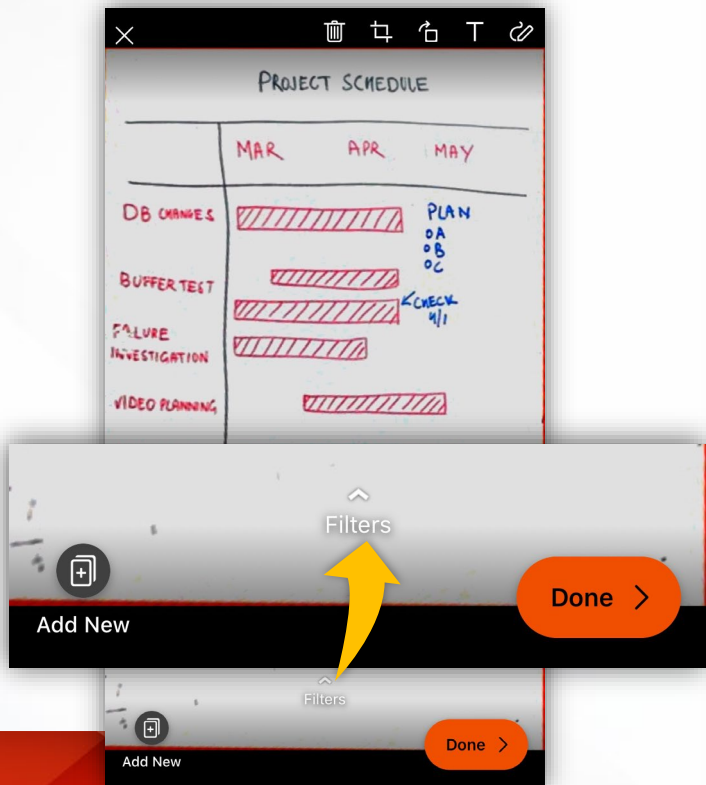 PROJECT SCHEDULE
MAR APR MAY
DB CHANGES
PLAN
A
B
C
BUFFER TEST
CHECK
4/1
FAILURE
INVESTIGATION
VIDEO PLANNING
Filters
Done
Add New
Filters
Done
Add New